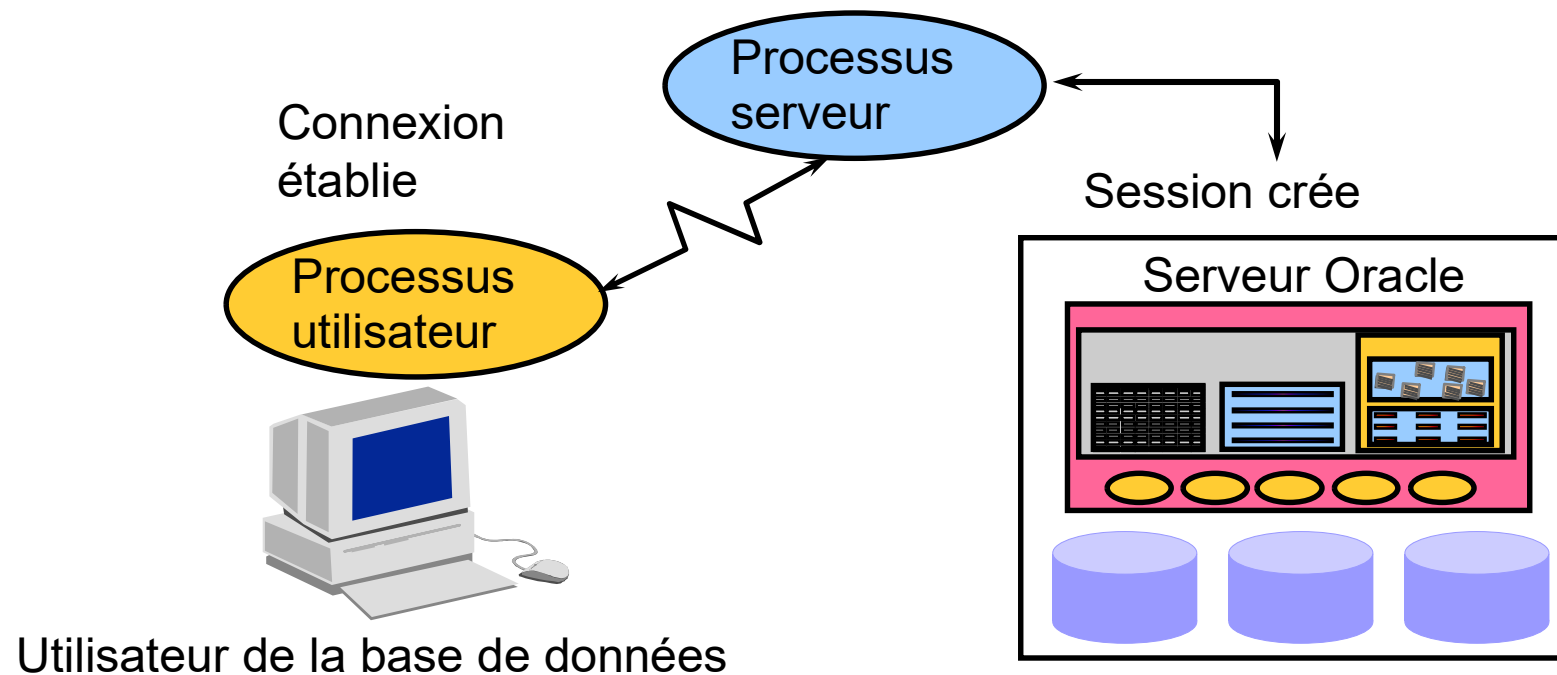 Processus
serveur
Connexion
établie
Session crée
Processus
utilisateur
Serveur Oracle
Utilisateur de la base de données